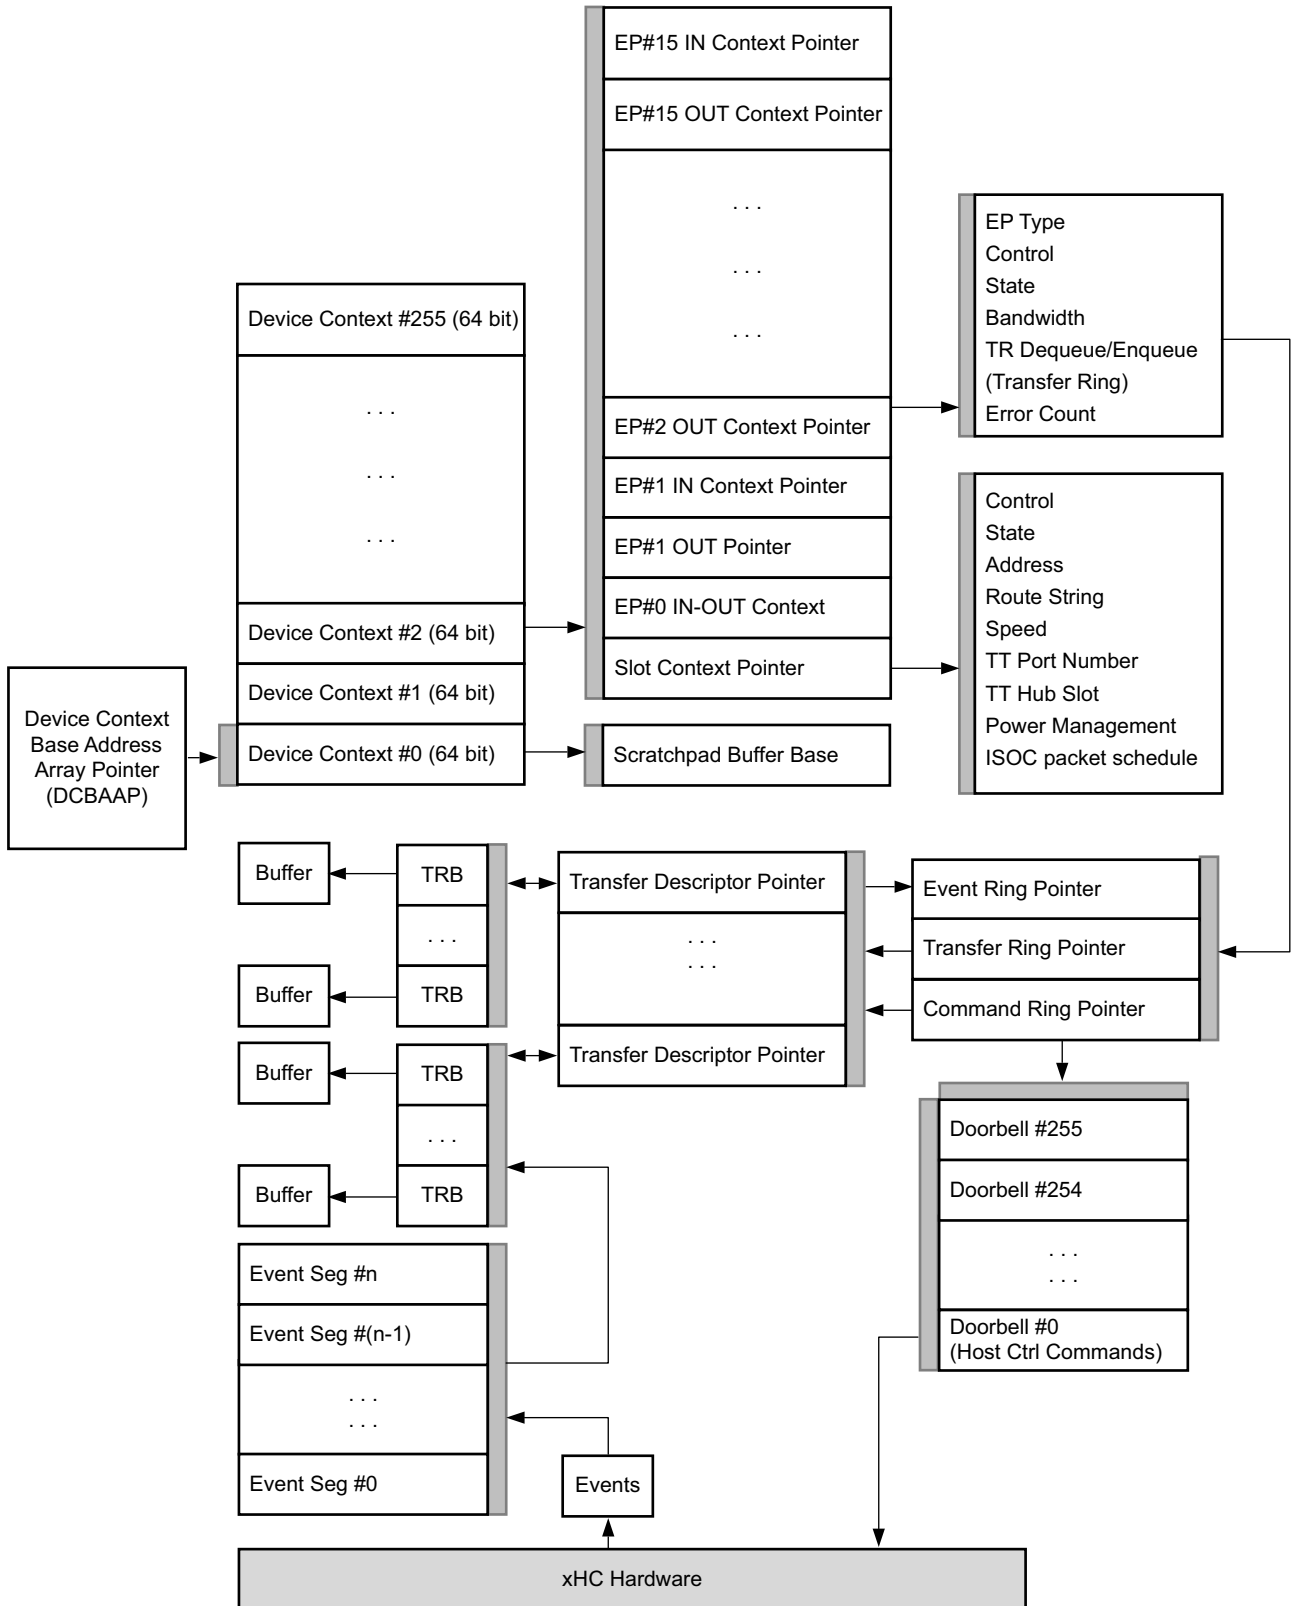 EP#15 IN Context Pointer
EP#15 OUT Context Pointer
. . .
. . .
. . .
EP#2 OUT Context Pointer
EP#1 IN Context Pointer
EP#1 OUT Pointer
EP#0 IN-OUT Context
Slot Context Pointer
EP Type
Control
State
Bandwidth
TR Dequeue/Enqueue
(Transfer Ring)
Error Count
Control
State
Address
Route String
Speed
TT Port Number
TT Hub Slot
Power Management
ISOC packet schedule
Device Context #255 (64 bit)
. . .
. . .
. . .
Device Context #2 (64 bit)
Device Context #1 (64 bit)
Device Context #0 (64 bit)
Device Context
Base Address
Array Pointer
(DCBAAP)
Scratchpad Buffer Base
Buffer
TRB
. . .
Buffer
TRB
Buffer
TRB
. . .
Buffer
TRB
Transfer Descriptor Pointer
. . .
. . .
Transfer Descriptor Pointer
Event Ring Pointer
Transfer Ring Pointer
Command Ring Pointer
Doorbell #255
Doorbell #254
. . .
. . .
Doorbell #0
(Host Ctrl Commands)
Event Seg #n
Event Seg #(n-1)
. . .
. . .
Event Seg #0
Events
xHC Hardware